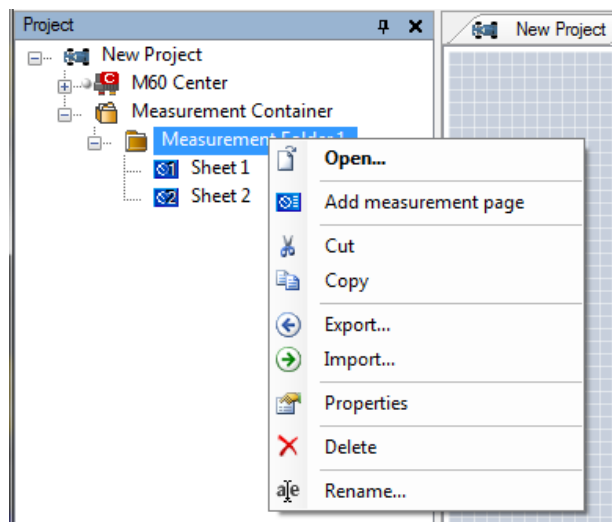 Project
New Project
New Project
M60 Center
Measurement Container
Measurement Folder 1
Sheet 1
Sheet 2
Open...
Add measurement page
Cut
Copy
Export...
Import...
Properties
Delete
Rename...